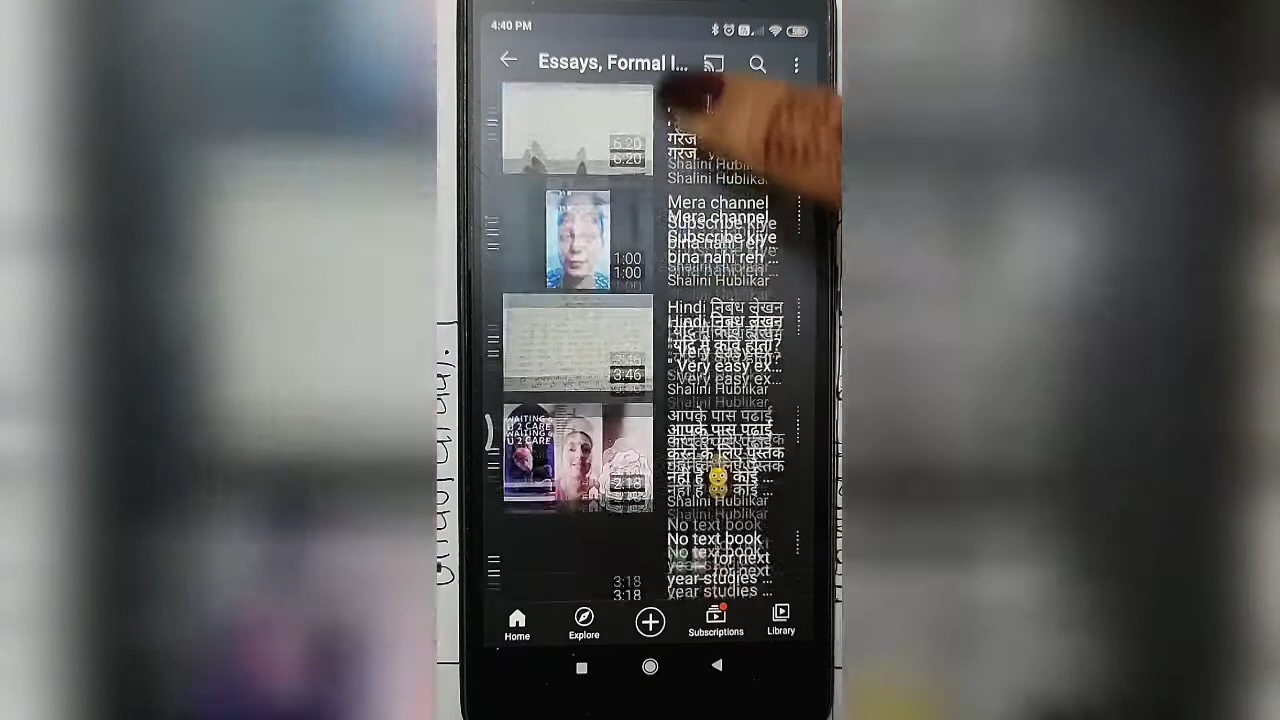 4:40 PM
Essays, Formal l...
6:20
गरज
Shalini Hublikar
Mera channel
Subscribe kiye
bina nahi reh ...
Shalini Hublikar
1:00
Hindi निबंध लेखन
"यदि मैं कवि होता?
" Very easy ex...
Shalini Hublikar
3:46
WAITING 4
U 2 CARE
आपके पास पढाई
करने के लिए पुस्तक
नहीं है 😳 कोई ...
Shalini Hublikar
2:18
No text book
for next
year studies ...
3:18
Home
Explore
Subscriptions
Library